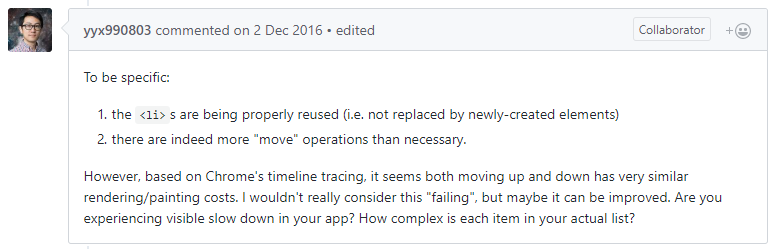 yyx990803 commented on 2 Dec 2016 • edited
Collaborator
To be specific:
1. the <li>s are being properly reused (i.e. not replaced by newly-created elements)
2. there are indeed more "move" operations than necessary.
However, based on Chrome's timeline tracing, it seems both moving up and down has very similar
rendering/painting costs. I wouldn't really consider this "failing", but maybe it can be improved. Are you
experiencing visible slow down in your app? How complex is each item in your actual list?